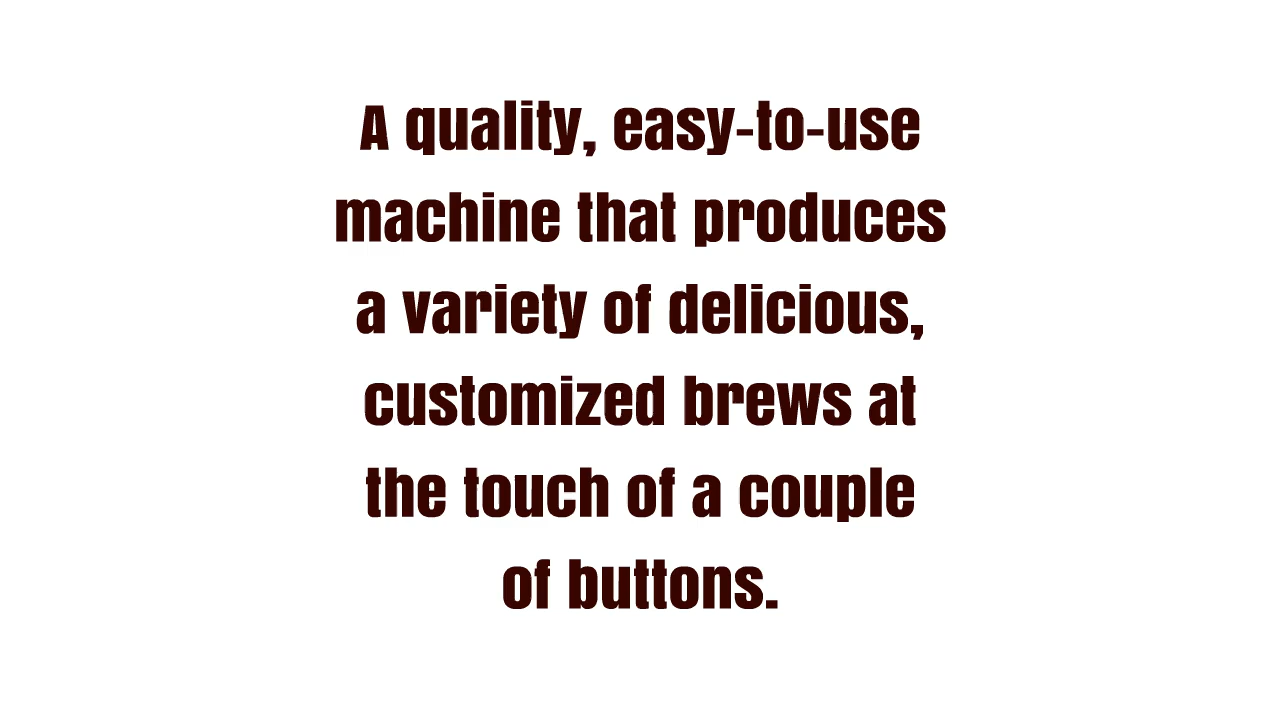 A quality, easy-to-use
machine that produces
a variety of delicious,
customized brews at
the touch of a couple
of buttons.